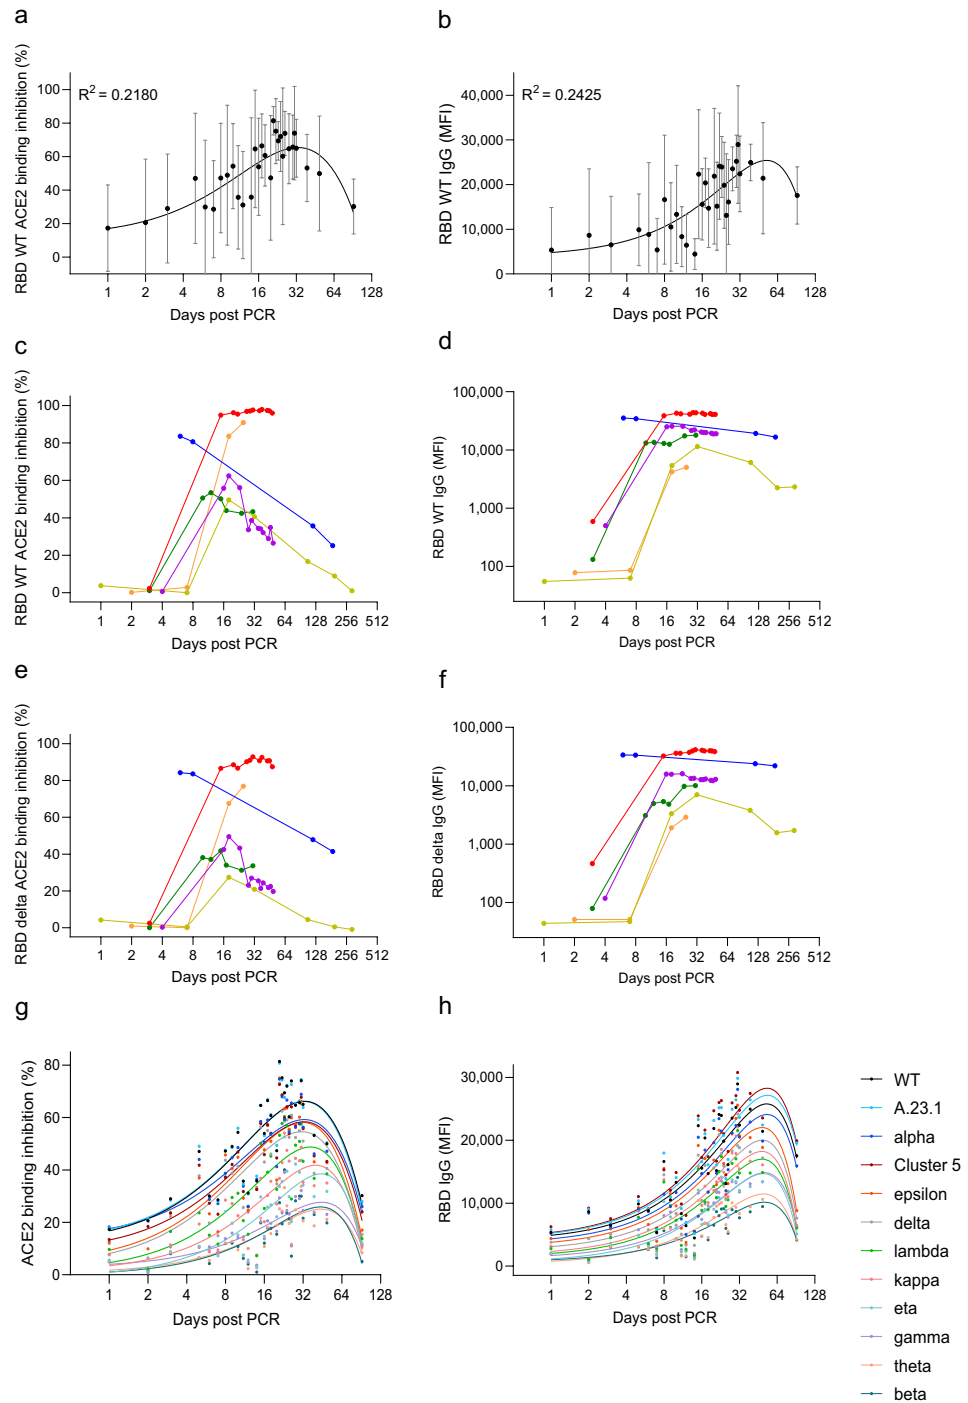 a
RBD WT ACE2 binding inhibition (%)
R² = 0.2180
100
80
60
40
20
0
1 2 4 8 16 32 64 128
Days post PCR
b
RBD WT IgG (MFI)
R² = 0.2425
40,000
30,000
20,000
10,000
0
1 2 4 8 16 32 64 128
Days post PCR
c
RBD WT ACE2 binding inhibition (%)
100
80
60
40
20
0
1 2 4 8 16 32 64 128 256 512
Days post PCR
d
RBD WT IgG (MFI)
100,000
10,000
1,000
100
1 2 4 8 16 32 64 128 256 512
Days post PCR
e
RBD delta ACE2 binding inhibition (%)
100
80
60
40
20
0
1 2 4 8 16 32 64 128 256 512
Days post PCR
f
RBD delta IgG (MFI)
100,000
10,000
1,000
100
1 2 4 8 16 32 64 128 256 512
Days post PCR
g
ACE2 binding inhibition (%)
80
60
40
20
0
1 2 4 8 16 32 64 128
Days post PCR
h
RBD IgG (MFI)
30,000
20,000
10,000
0
1 2 4 8 16 32 64 128
Days post PCR
WT
A.23.1
alpha
Cluster 5
epsilon
delta
lambda
kappa
eta
gamma
theta
beta